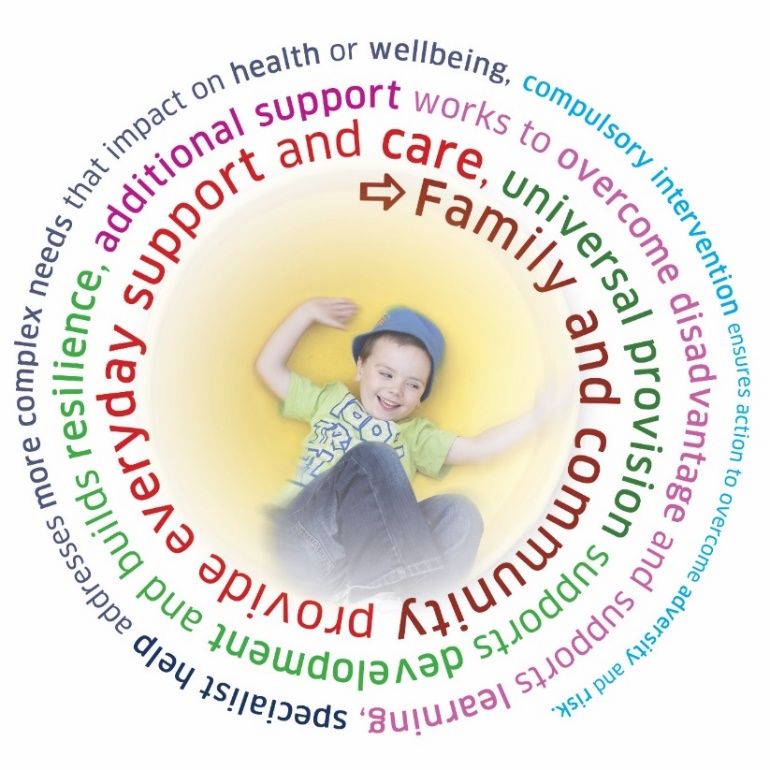 Family and community provide everyday support and care,
universal provision supports development and builds resilience,
additional support works to overcome disadvantage and supports learning,
specialist help addresses more complex needs that impact on health or wellbeing,
compulsory intervention ensures action to overcome adversity and risk.